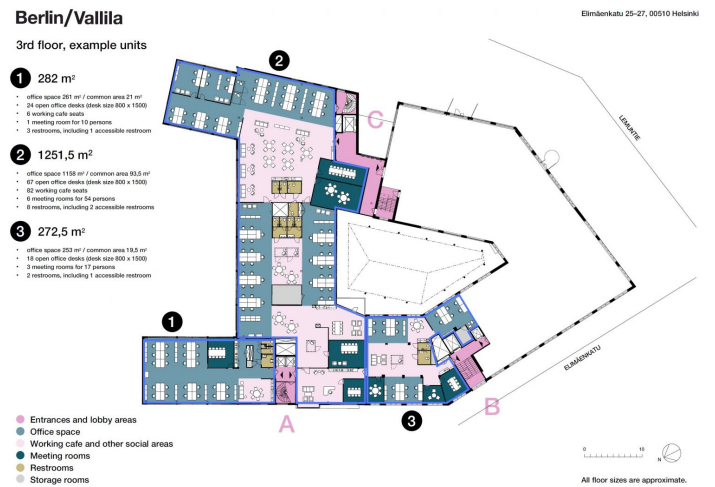 Berlin/Vallila
Elimäenkatu 25–27, 00510 Helsinki
3rd floor, example units
1 282 m²
• office space 261 m² / common area 21 m²
• 24 open office desks (desk size 800 x 1500)
• 6 working cafe seats
• 1 meeting room for 10 persons
• 3 restrooms, including 1 accessible restroom
2 1251,5 m²
• office space 1158 m² / common area 93,5 m²
• 67 open office desks (desk size 800 x 1500)
• 82 working cafe seats
• 6 meeting rooms for 54 persons
• 8 restrooms, including 2 accessible restrooms
3 272,5 m²
• office space 253 m² / common area 19,5 m²
• 18 open office desks (desk size 800 x 1500)
• 3 meeting rooms for 17 persons
• 2 restrooms, including 1 accessible restroom
2
C
LEMUNTIE
1
ELIMÄENKATU
A
B
3
Entrances and lobby areas
Office space
Working cafe and other social areas
Meeting rooms
Restrooms
Storage rooms
0 10
N
All floor sizes are approximate.